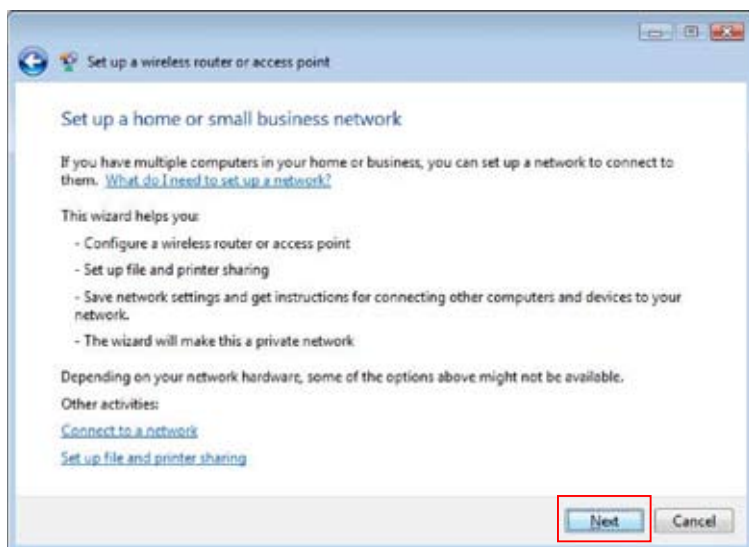 Set up a wireless router or access point
Set up a home or small business network
If you have multiple computers in your home or business, you can set up a network to connect to
them. What do I need to set up a network?
This wizard helps you:
- Configure a wireless router or access point
- Set up file and printer sharing
- Save network settings and get instructions for connecting other computers and devices to your
network.
- The wizard will make this a private network
Depending on your network hardware, some of the options above might not be available.
Other activities:
Connect to a network
Set up file and printer sharing
Next Cancel